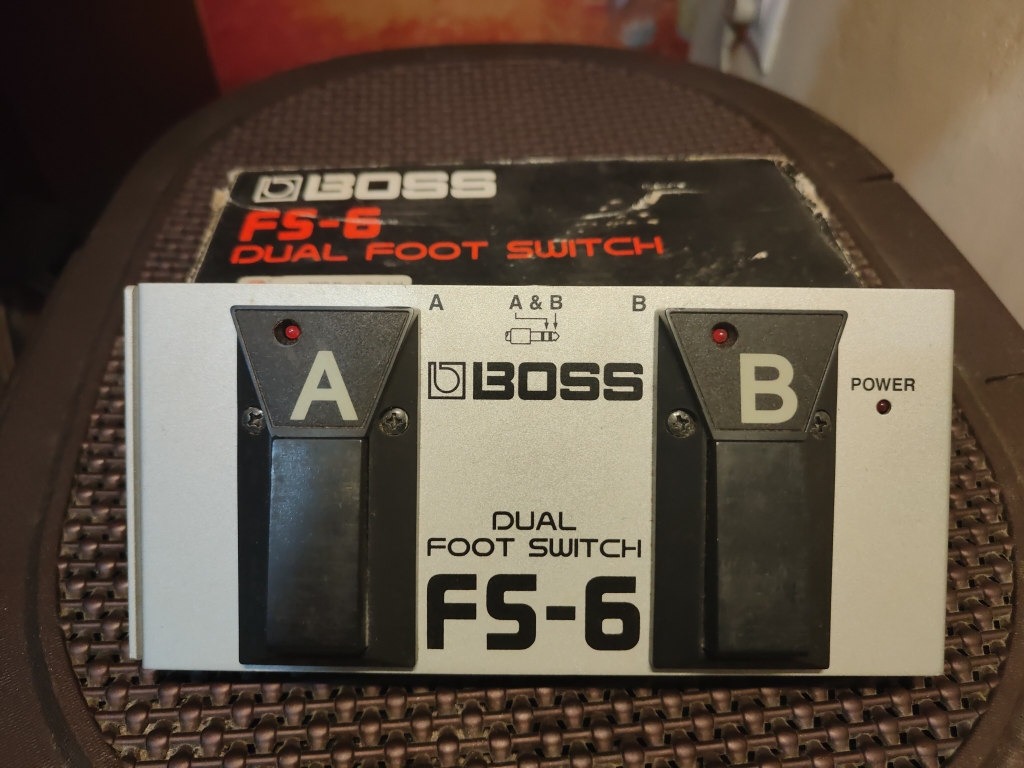 BOSS
FS-6
DUAL FOOT SWITCH
A A & B B
BOSS
A
B
POWER
DUAL
FOOT SWITCH
FS-6